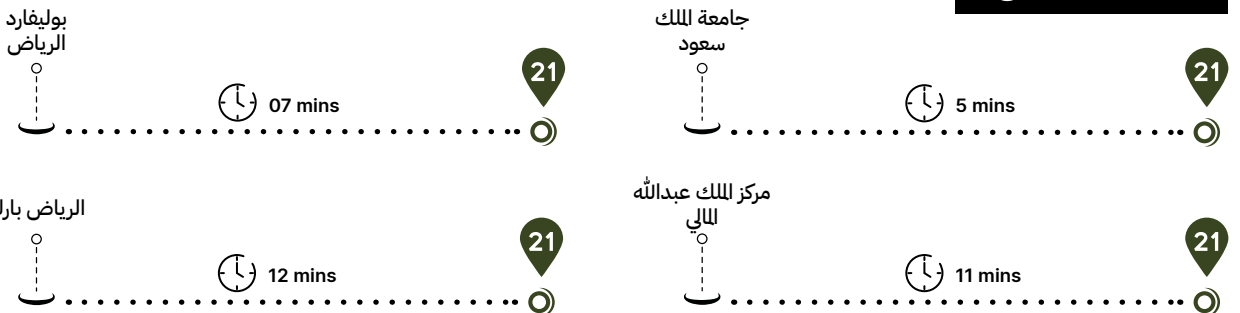 جامعة الملك
سعود
21
5 mins
بوليفارد
الرياض
21
07 mins
مركز الملك عبدالله
المالي
21
11 mins
الرياض
21
12 mins